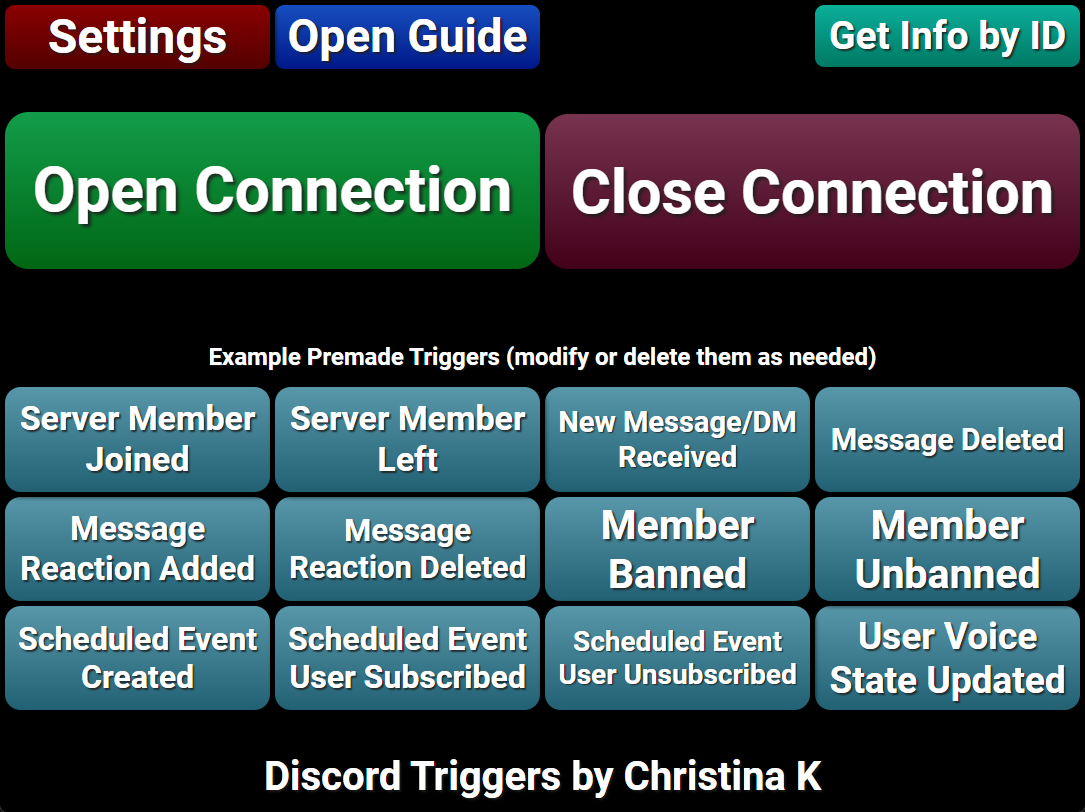 Settings
Open Guide
Get Info by ID
Open Connection
Close Connection
Example Premade Triggers (modify or delete them as needed)
Server Member
Joined
Server Member
Left
New Message/DM
Received
Message Deleted
Message
Reaction Added
Message
Reaction Deleted
Member
Banned
Member
Unbanned
Scheduled Event
Created
Scheduled Event
User Subscribed
Scheduled Event
User Unsubscribed
User Voice
State Updated
Discord Triggers by Christina K